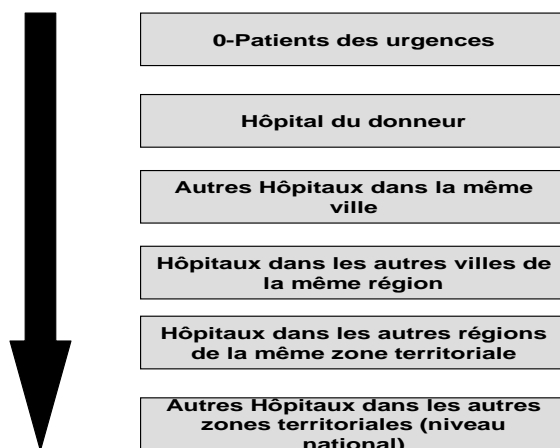 0-Patients des urgences
Hôpital du donneur
Autres Hôpitaux dans la même
ville
Hôpitaux dans les autres villes de
la même région
Hôpitaux dans les autres régions
de la même zone territoriale
Autres Hôpitaux dans les autres
zones territoriales (niveau
national)